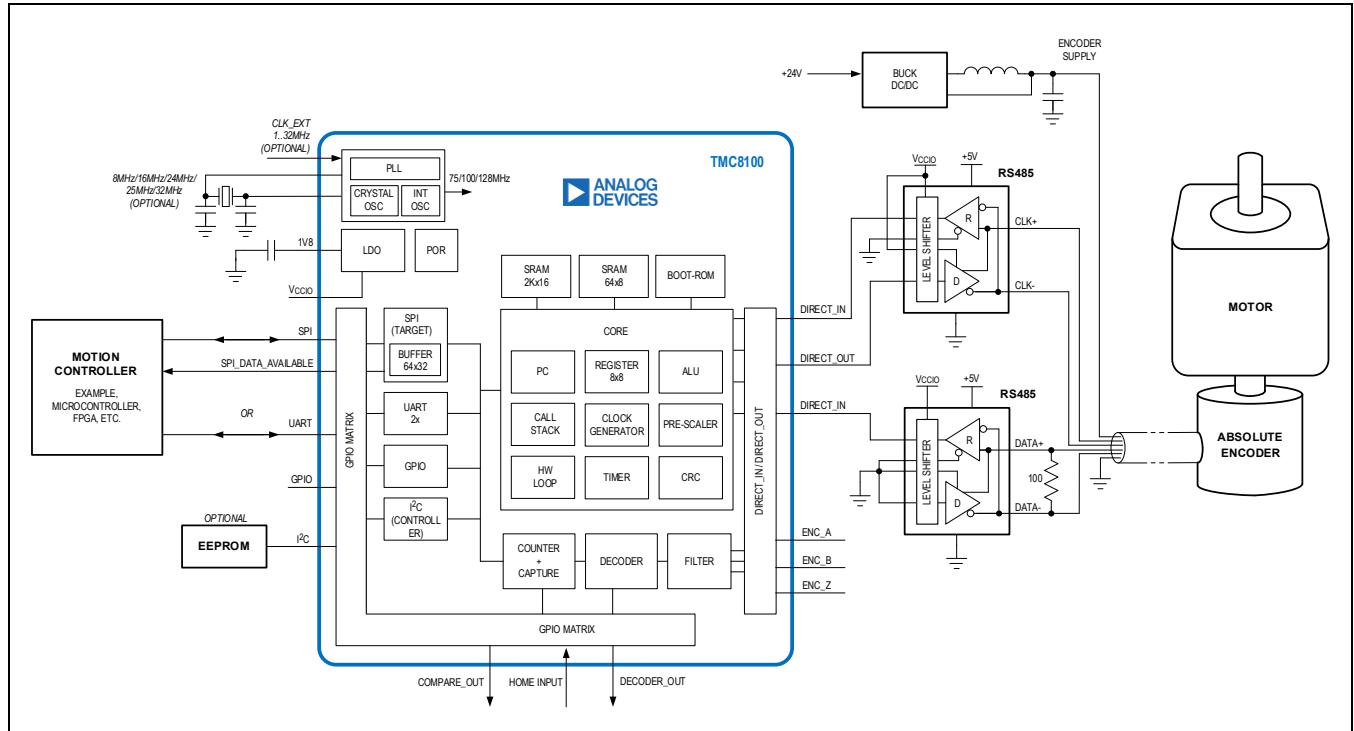 ENCODER
SUPPLY
+24V
BUCK
DC/DC
CLK_EXT
1..32MHz
(OPTIONAL)
8MHz/16MHz/24MHz/
25MHz/32MHz
(OPTIONAL)
PLL
CRYSTAL
OSC
INT
OSC
75/100/128MHz
TMC8100
ANALOG
DEVICES
1V8
LDO
POR
VCCIO
SRAM
2Kx16
SRAM
64x8
BOOT-ROM
MOTION
CONTROLLER
EXAMPLE,
MICROCONTROLLER,
FPGA, ETC.
SPI
SPI_DATA_AVAILABLE
OR
UART
GPIO
OPTIONAL
EEPROM
I2C
GPIO MATRIX
SPI
(TARGET)
BUFFER
64x32
UART
2x
GPIO
I2C
(CONTROLL
ER)
CORE
PC
REGISTER
8x8
ALU
CALL
STACK
CLOCK
GENERATOR
PRE-SCALER
HW
LOOP
TIMER
CRC
COUNTER
+
CAPTURE
DECODER
FILTER
GPIO MATRIX
DIRECT_IN / DIRECT_OUT
COMPARE_OUT
HOME INPUT
DECODER_OUT
DIRECT_IN
DIRECT_OUT
DIRECT_IN
ENC_A
ENC_B
ENC_Z
VCCIO
+5V
RS485
LEVEL SHIFTER
R
D
CLK+
CLK-
VCCIO
+5V
RS485
LEVEL SHIFTER
R
D
DATA+
100
DATA-
MOTOR
ABSOLUTE
ENCODER